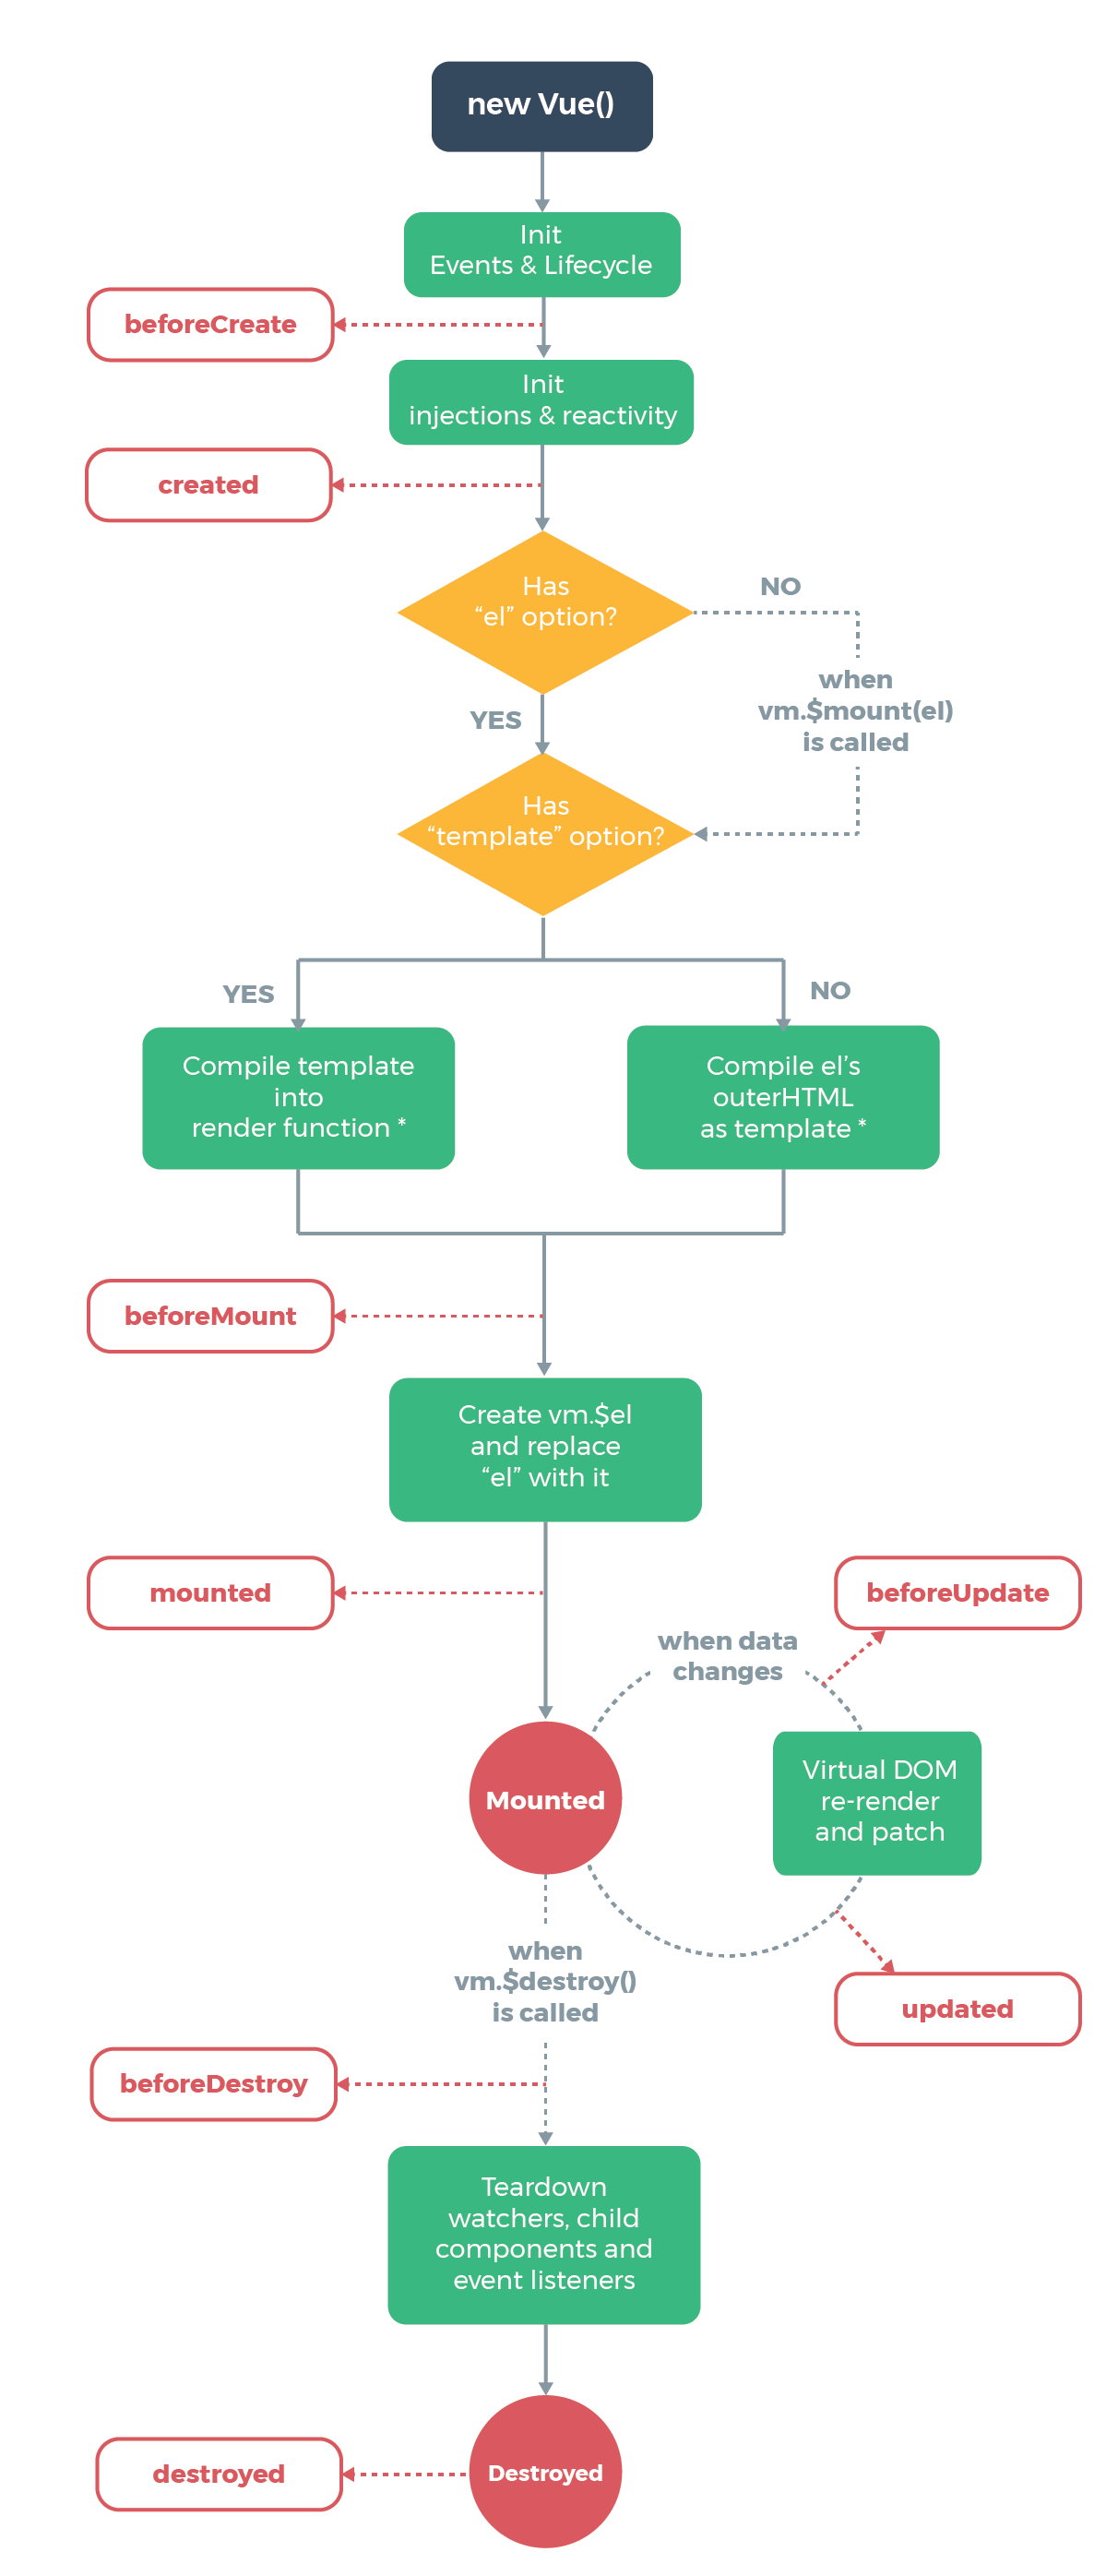 new Vue()
Init
Events & Lifecycle
beforeCreate
Init
injections & reactivity
created
Has
“el” option?
NO
when
vm.$mount(el)
is called
YES
Has
“template” option?
YES
NO
Compile template
into
render function *
Compile el’s
outerHTML
as template *
beforeMount
Create vm.$el
and replace
“el” with it
mounted
beforeUpdate
when data
changes
Mounted
Virtual DOM
re-render
and patch
when
vm.$destroy()
is called
updated
beforeDestroy
Teardown
watchers, child
components and
event listeners
destroyed
Destroyed